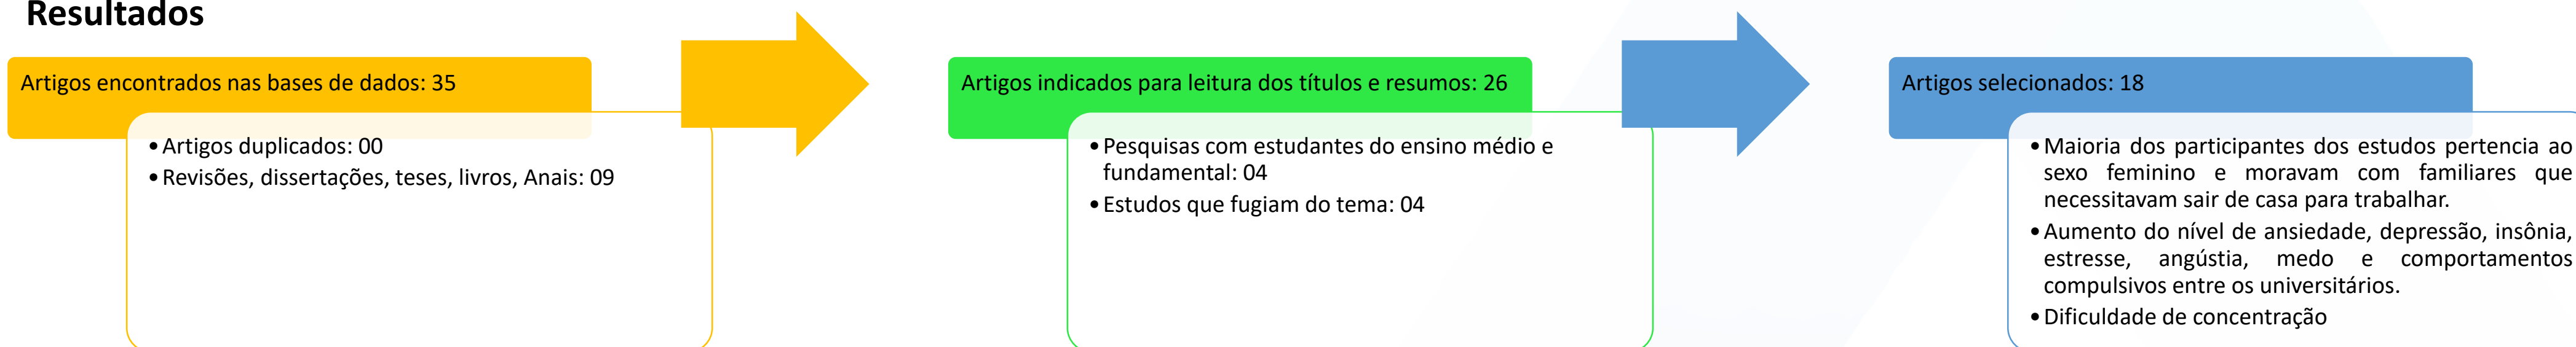 Resultados
Artigos encontrados nas bases de dados: 35
•Artigos duplicados: 00
•Revisões, dissertações, teses, livros, Anais: 09
Artigos indicados para leitura dos títulos e resumos: 26
•Pesquisas com estudantes do ensino médio e
fundamental: 04
•Estudos que fugiam do tema: 04
Artigos selecionados: 18
•Maioria dos participantes dos estudos pertencia ao
sexo feminino e moravam com familiares que
necessitavam sair de casa para trabalhar.
•Aumento do nível de ansiedade, depressão, insônia,
estresse, angústia, medo e comportamentos
compulsivos entre os universitários.
•Dificuldade de concentração